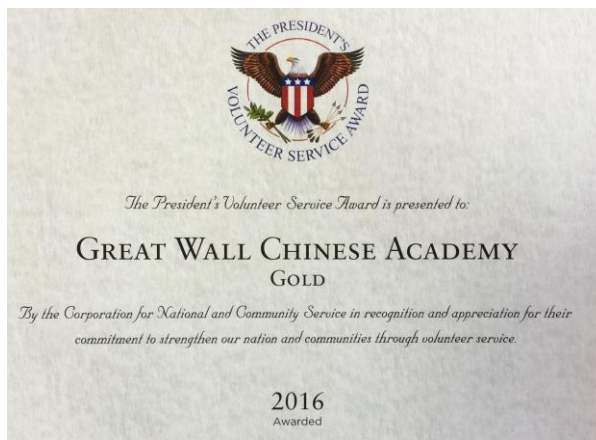 THE PRESIDENT'S
VOLUNTEER SERVICE AWARD
The President's Volunteer Service Award is presented to:
GREAT WALL CHINESE ACADEMY
GOLD
By the Corporation for National and Community Service in recognition and appreciation for their
commitment to strengthen our nation and communities through volunteer service.
2016
Awarded